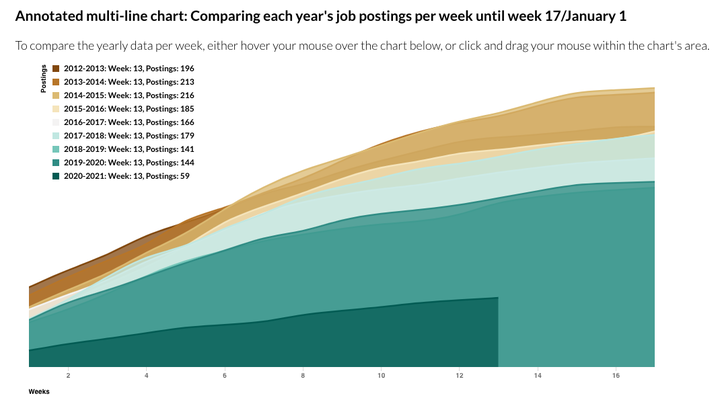 Annotated multi-line chart: Comparing each year's job postings per week until week 17/January 1
To compare the yearly data per week, either hover your mouse over the chart below, or click and drag your mouse within the chart's area.
Postings
2012-2013: Week: 13, Postings: 196
2013-2014: Week: 13, Postings: 213
2014-2015: Week: 13, Postings: 216
2015-2016: Week: 13, Postings: 185
2016-2017: Week: 13, Postings: 166
2017-2018: Week: 13, Postings: 179
2018-2019: Week: 13, Postings: 141
2019-2020: Week: 13, Postings: 144
2020-2021: Week: 13, Postings: 59
2 4 6 8 10 12 14 16
Weeks